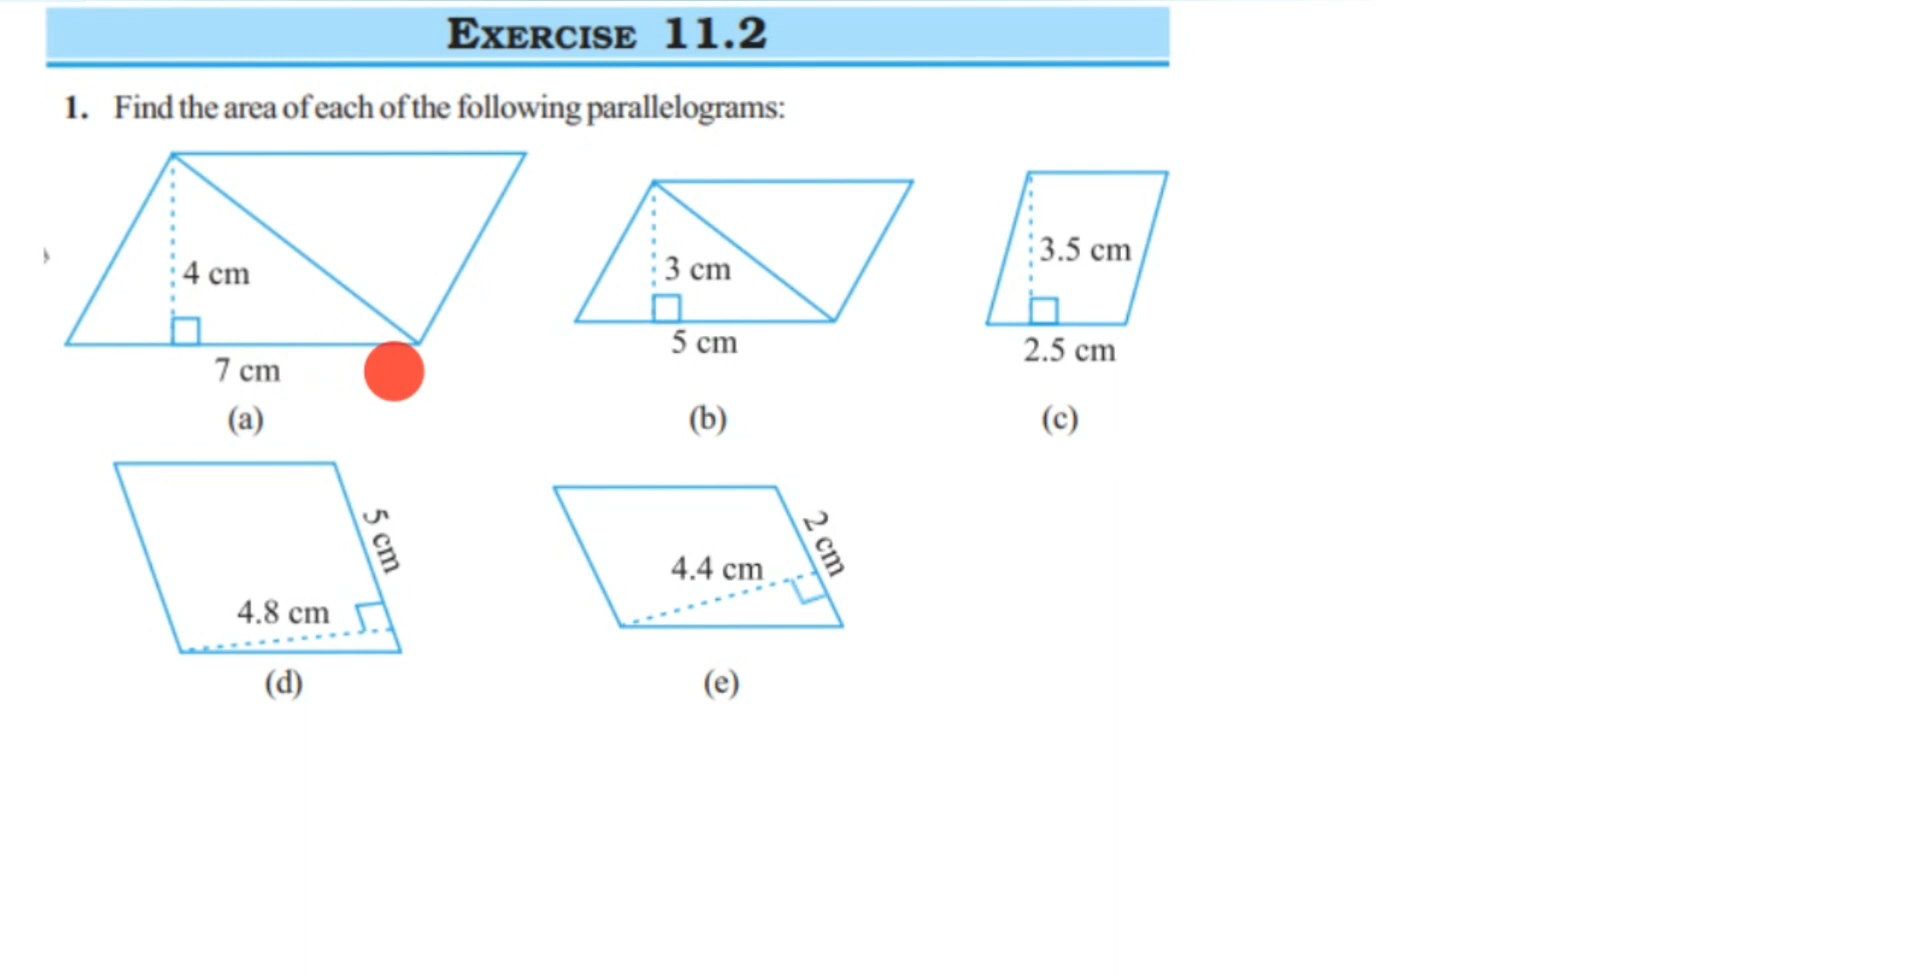 EXERCISE 11.2
1. Find the area of each of the following parallelograms:
4 cm
7 cm
(a)
3 cm
5 cm
(b)
3.5 cm
2.5 cm
(c)
5 cm
4.8 cm
(d)
2 cm
4.4 cm
(e)